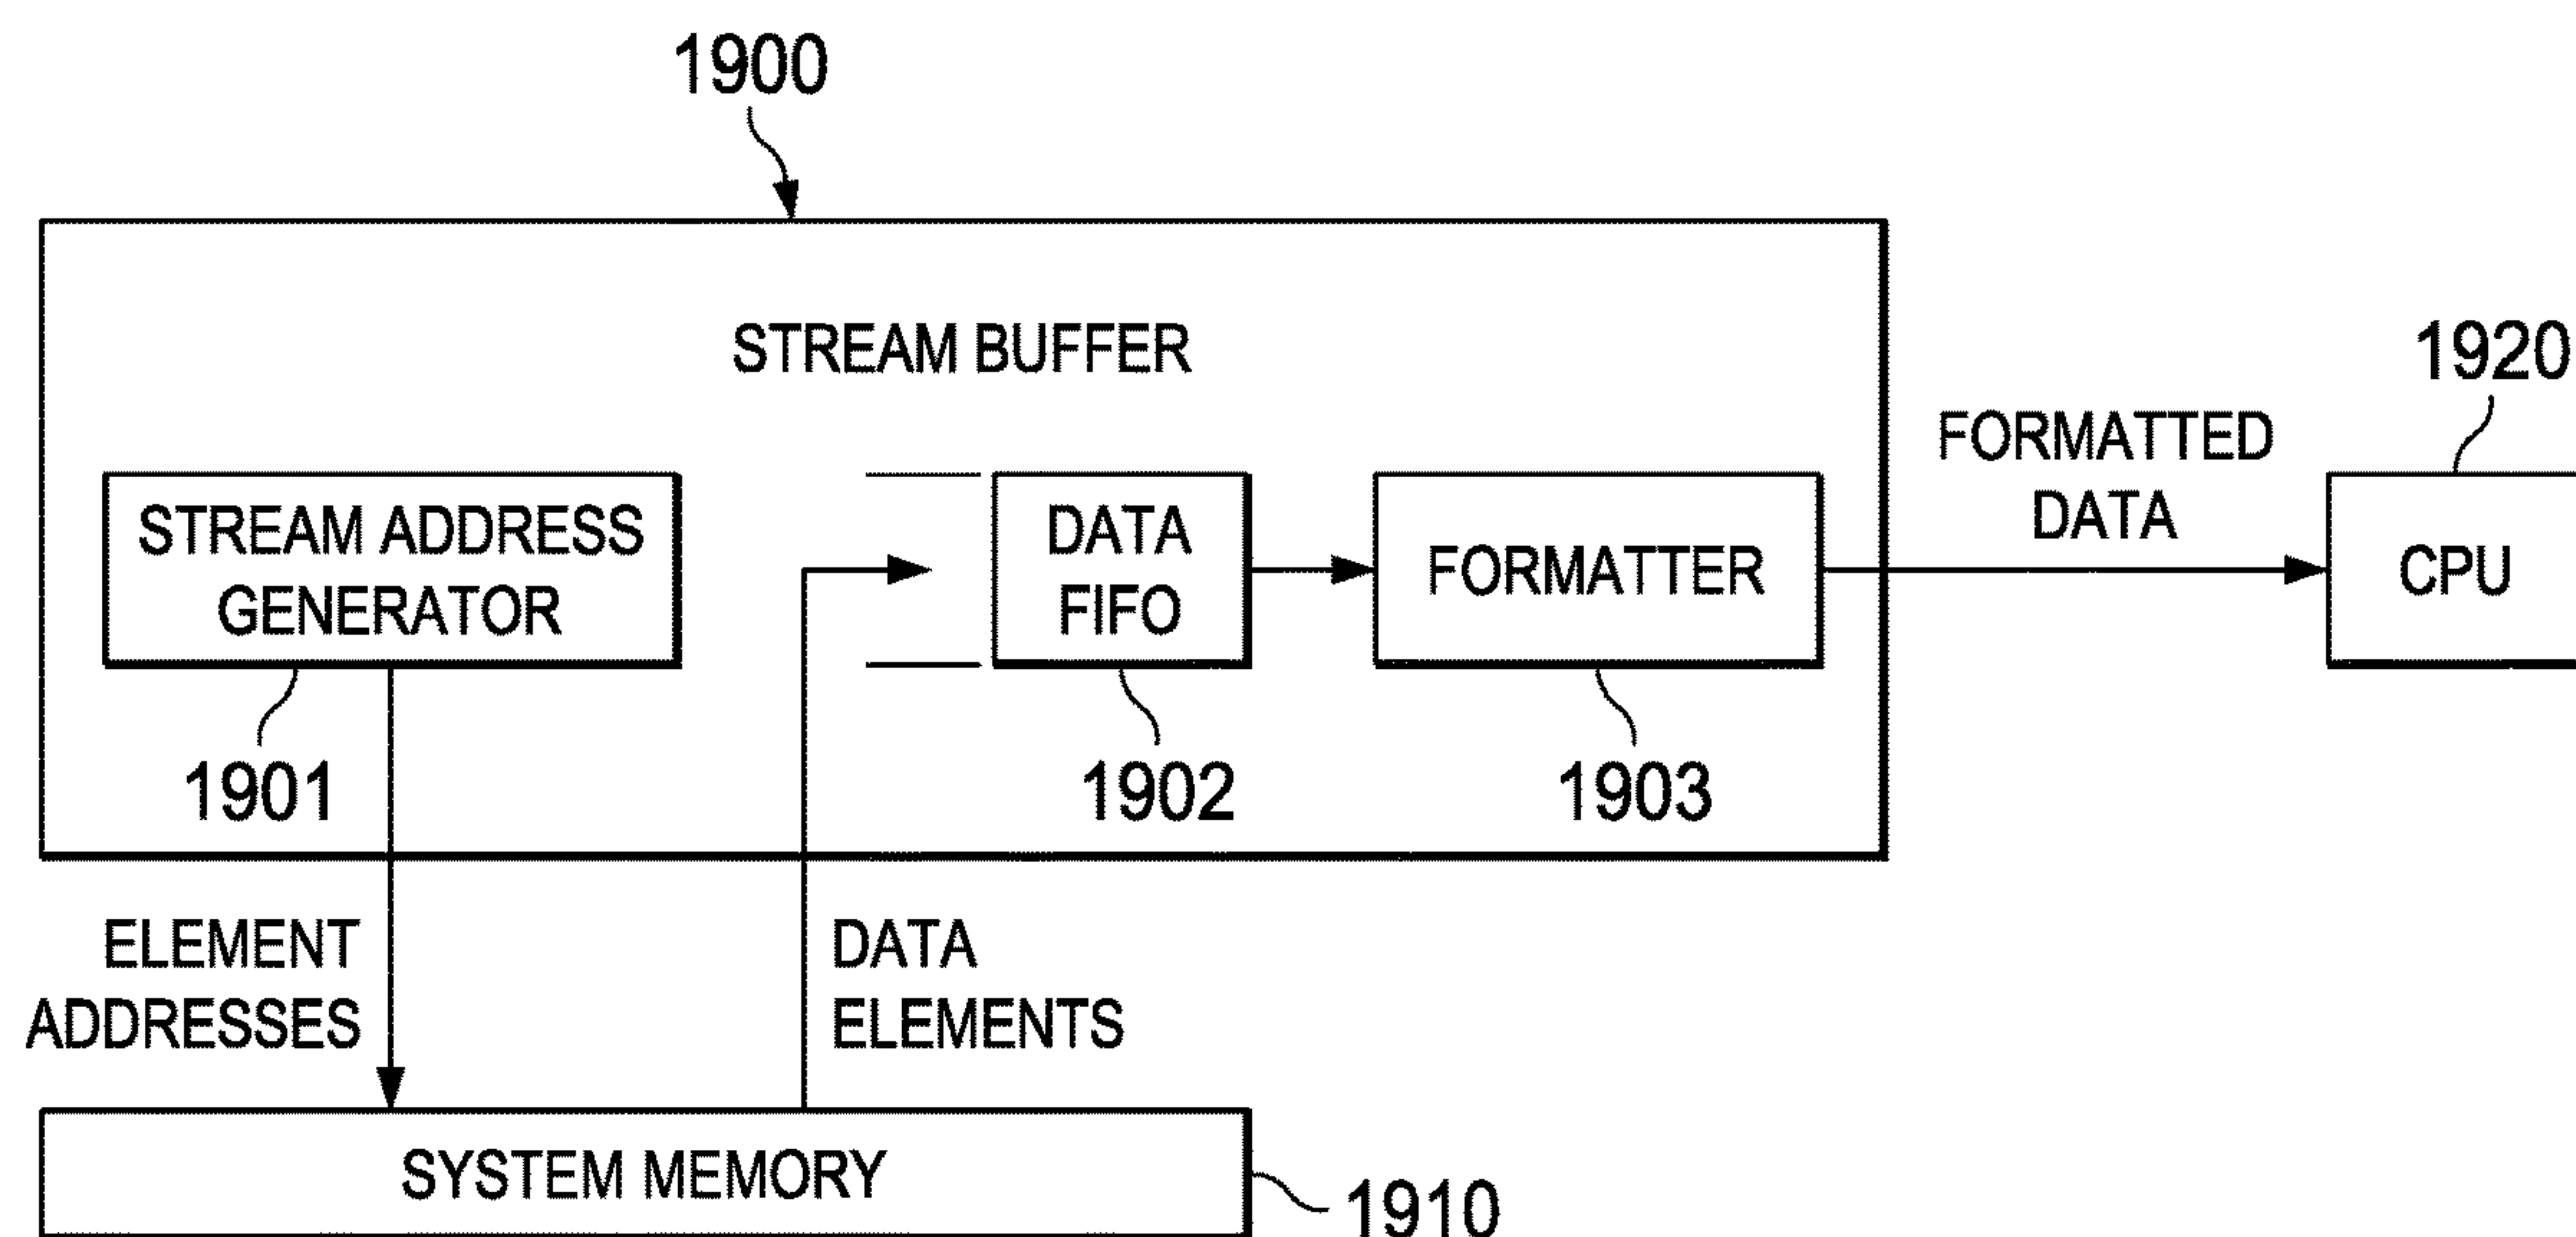 1900
STREAM BUFFER
1920
FORMATTED
DATA
STREAM ADDRESS
GENERATOR
DATA
FIFO
FORMATTER
CPU
1901
1902
1903
ELEMENT
ADDRESSES
DATA
ELEMENTS
SYSTEM MEMORY
1910